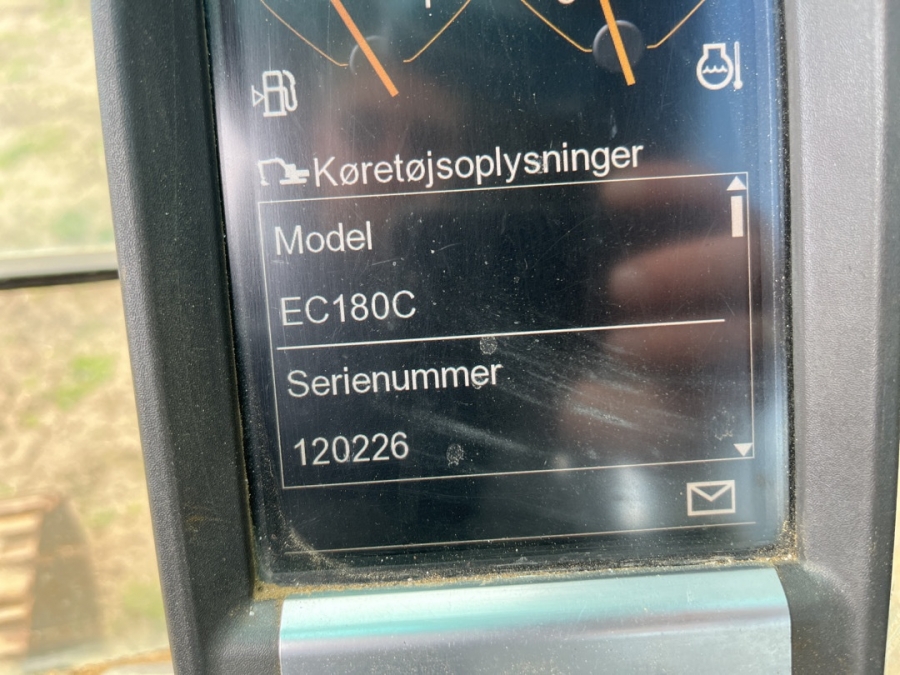 Køretøjsoplysninger
Model
EC180C
Serienummer
120226